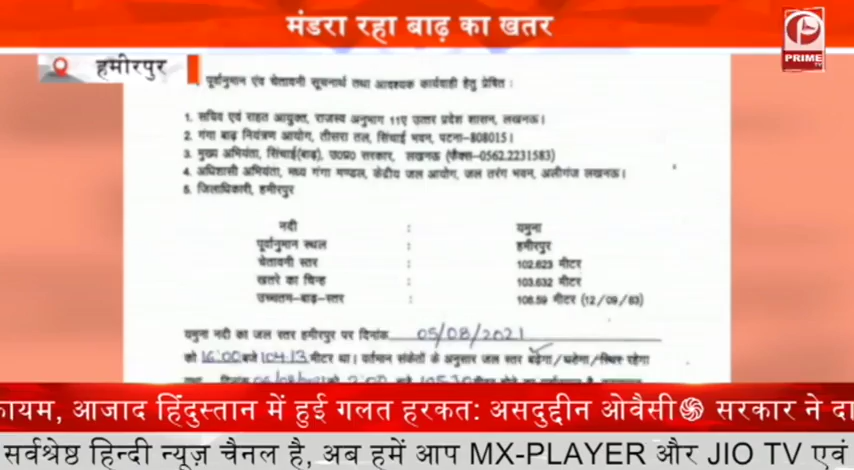 मंडरा रहा बाढ़ का खतर
PRIME TV
हमीरपुर
पूर्वानुमान एंव चेतावनी सूचनार्थ तथा आवश्यक कार्यवाही हेतु प्रेषित :
1. सचिव एवं राहत आयुक्त, राजस्व अनुभाग 11ए उत्तर प्रदेश शासन, लखनऊ।
2. गंगा बाढ़ नियंत्रण आयोग, तीसरा तल, सिंचाई भवन, पटना-808015।
3. मुख्य अभियंता, सिंचाई(बाढ़), उ०प्र० सरकार, लखनऊ (फैक्स-0562.2231583)
4. अधिशासी अभियंता, मध्य गंगा मण्डल, केंद्रीय जल आयोग, जल तरंग भवन, अलीगंज लखनऊ।
5. जिलाधिकारी, हमीरपुर
नदी : यमुना
पूर्वानुमान स्थल : हमीरपुर
चेतावनी स्तर : 102.623 मीटर
खतरे का चिन्ह : 103.632 मीटर
उच्चतम-बाढ़-स्तर : 108.59 मीटर (12/09/83)
यमुना नदी का जल स्तर हमीरपुर पर दिनांक 05/08/2021
को 16:00 बजे 104.13 मीटर था। वर्तमान संकेतों के अनुसार जल स्तर बढ़ेगा/घटेगा/स्थिर रहेगा
कायम, आजाद हिंदुस्तान में हुई गलत हरकत: असदुद्दीन ओवैसी सरकार ने दा
सर्वश्रेष्ठ हिन्दी न्यूज़ चैनल है, अब हमें आप MX-PLAYER और JIO TV एवं